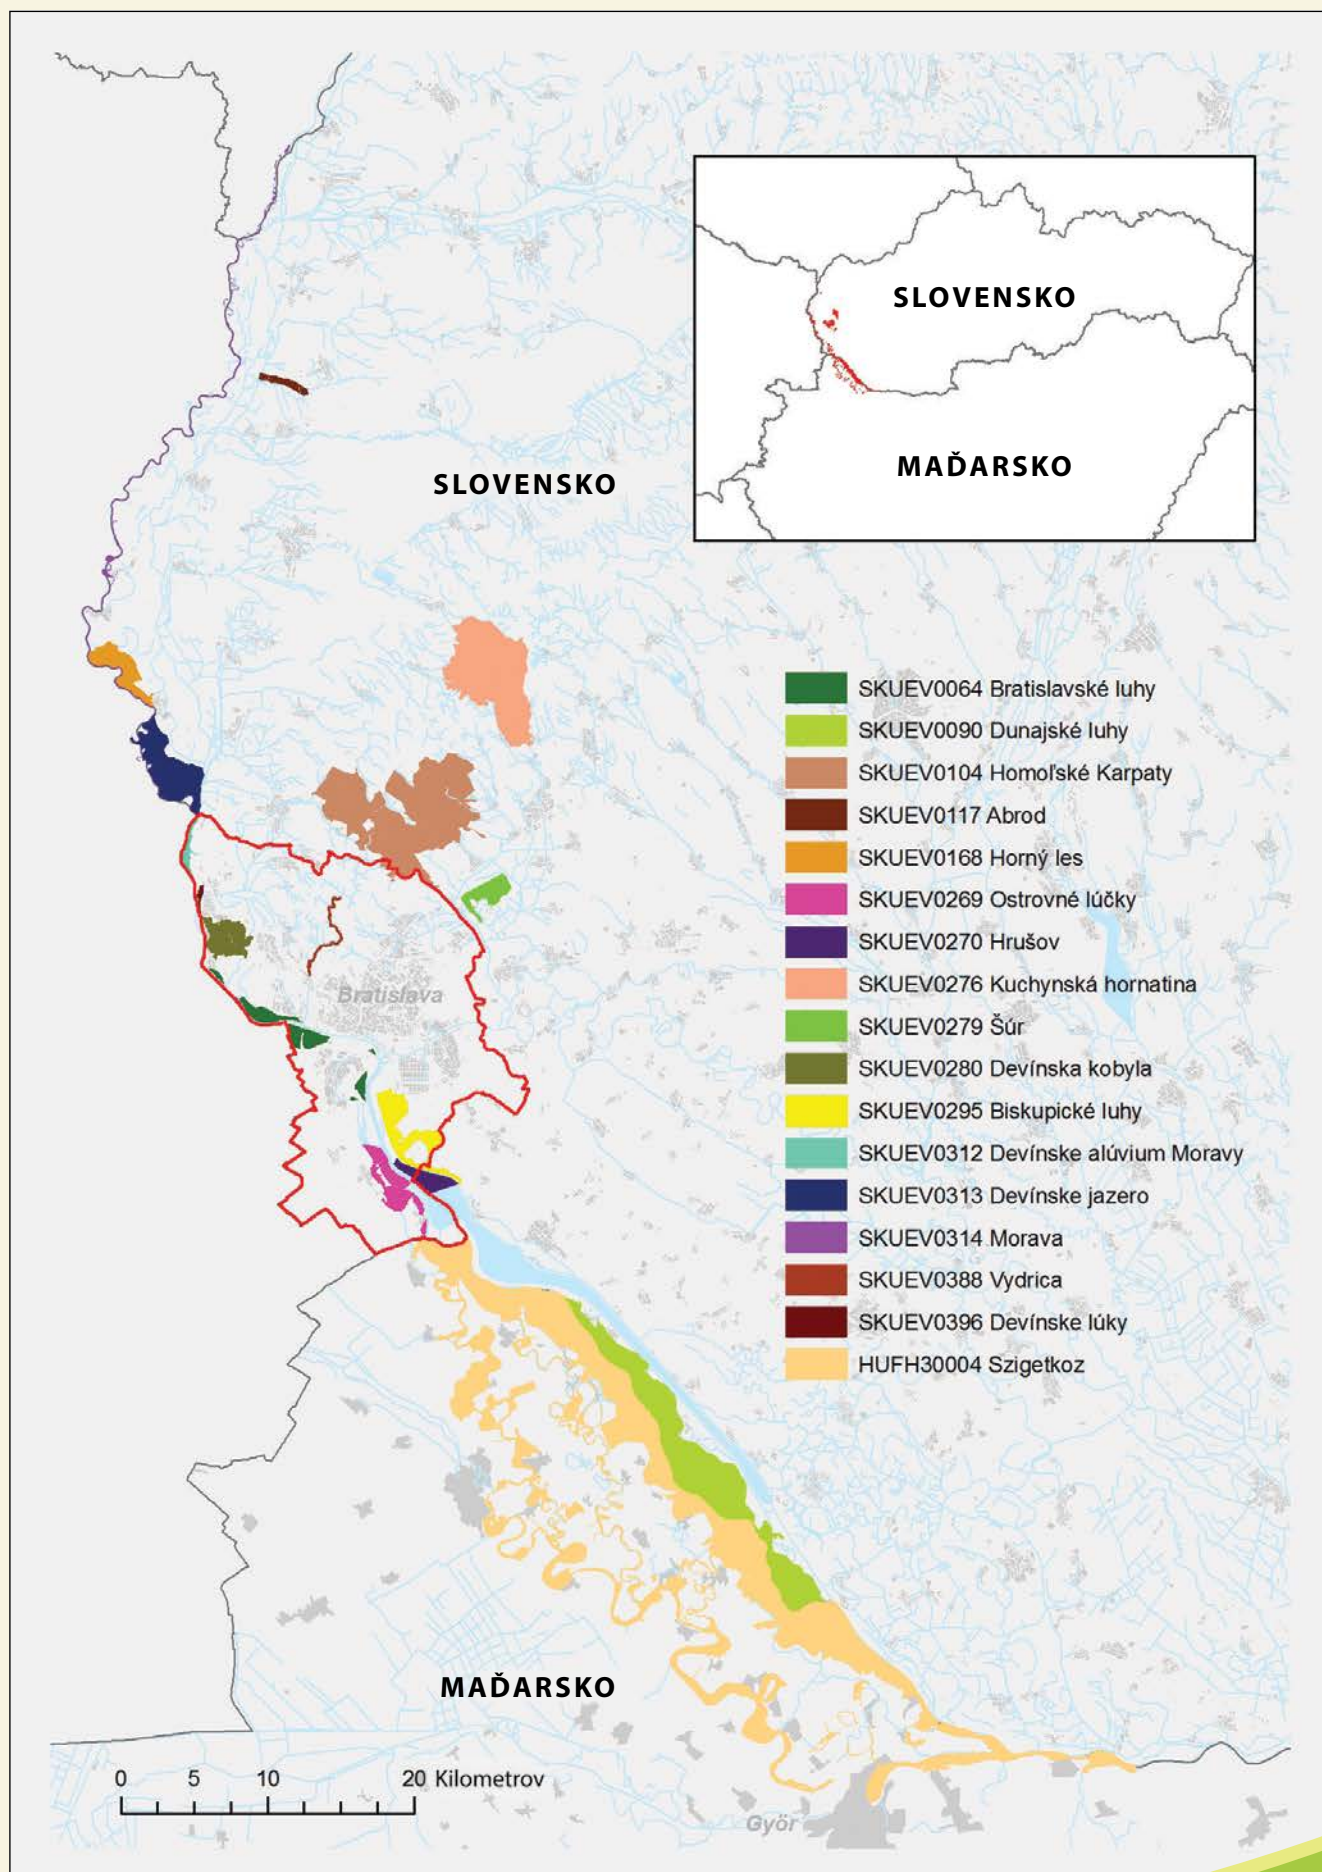 SLOVENSKO
MAĎARSKO
SLOVENSKO
SKUEV0064 Bratislavské luhy
SKUEV0090 Dunajské luhy
SKUEV0104 Homoľské Karpaty
SKUEV0117 Abrod
SKUEV0168 Horný les
SKUEV0269 Ostrovné lúčky
SKUEV0270 Hrušov
SKUEV0276 Kuchynská hornatina
SKUEV0279 Šúr
SKUEV0280 Devínska kobyla
SKUEV0295 Biskupické luhy
SKUEV0312 Devínske alúvium Moravy
SKUEV0313 Devínske jazero
SKUEV0314 Morava
SKUEV0388 Vydrica
SKUEV0396 Devínske lúky
HUFH30004 Szigetkoz
Bratislava
MAĎARSKO
0 5 10 20 Kilometrov
Györ